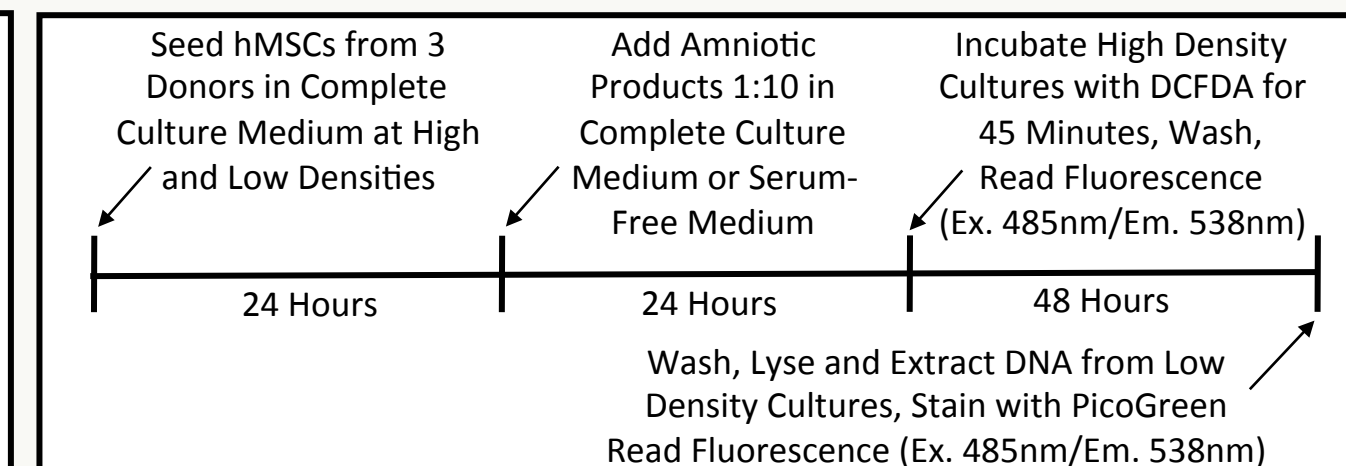 Seed hMSCs from 3
Donors in Complete
Culture Medium at High
and Low Densities
Add Amniotic
Products 1:10 in
Complete Culture
Medium or Serum-
Free Medium
Incubate High Density
Cultures with DCFDA for
45 Minutes, Wash,
Read Fluorescence
(Ex. 485nm/Em. 538nm)
24 Hours
24 Hours
48 Hours
Wash, Lyse and Extract DNA from Low
Density Cultures, Stain with PicoGreen
Read Fluorescence (Ex. 485nm/Em. 538nm)